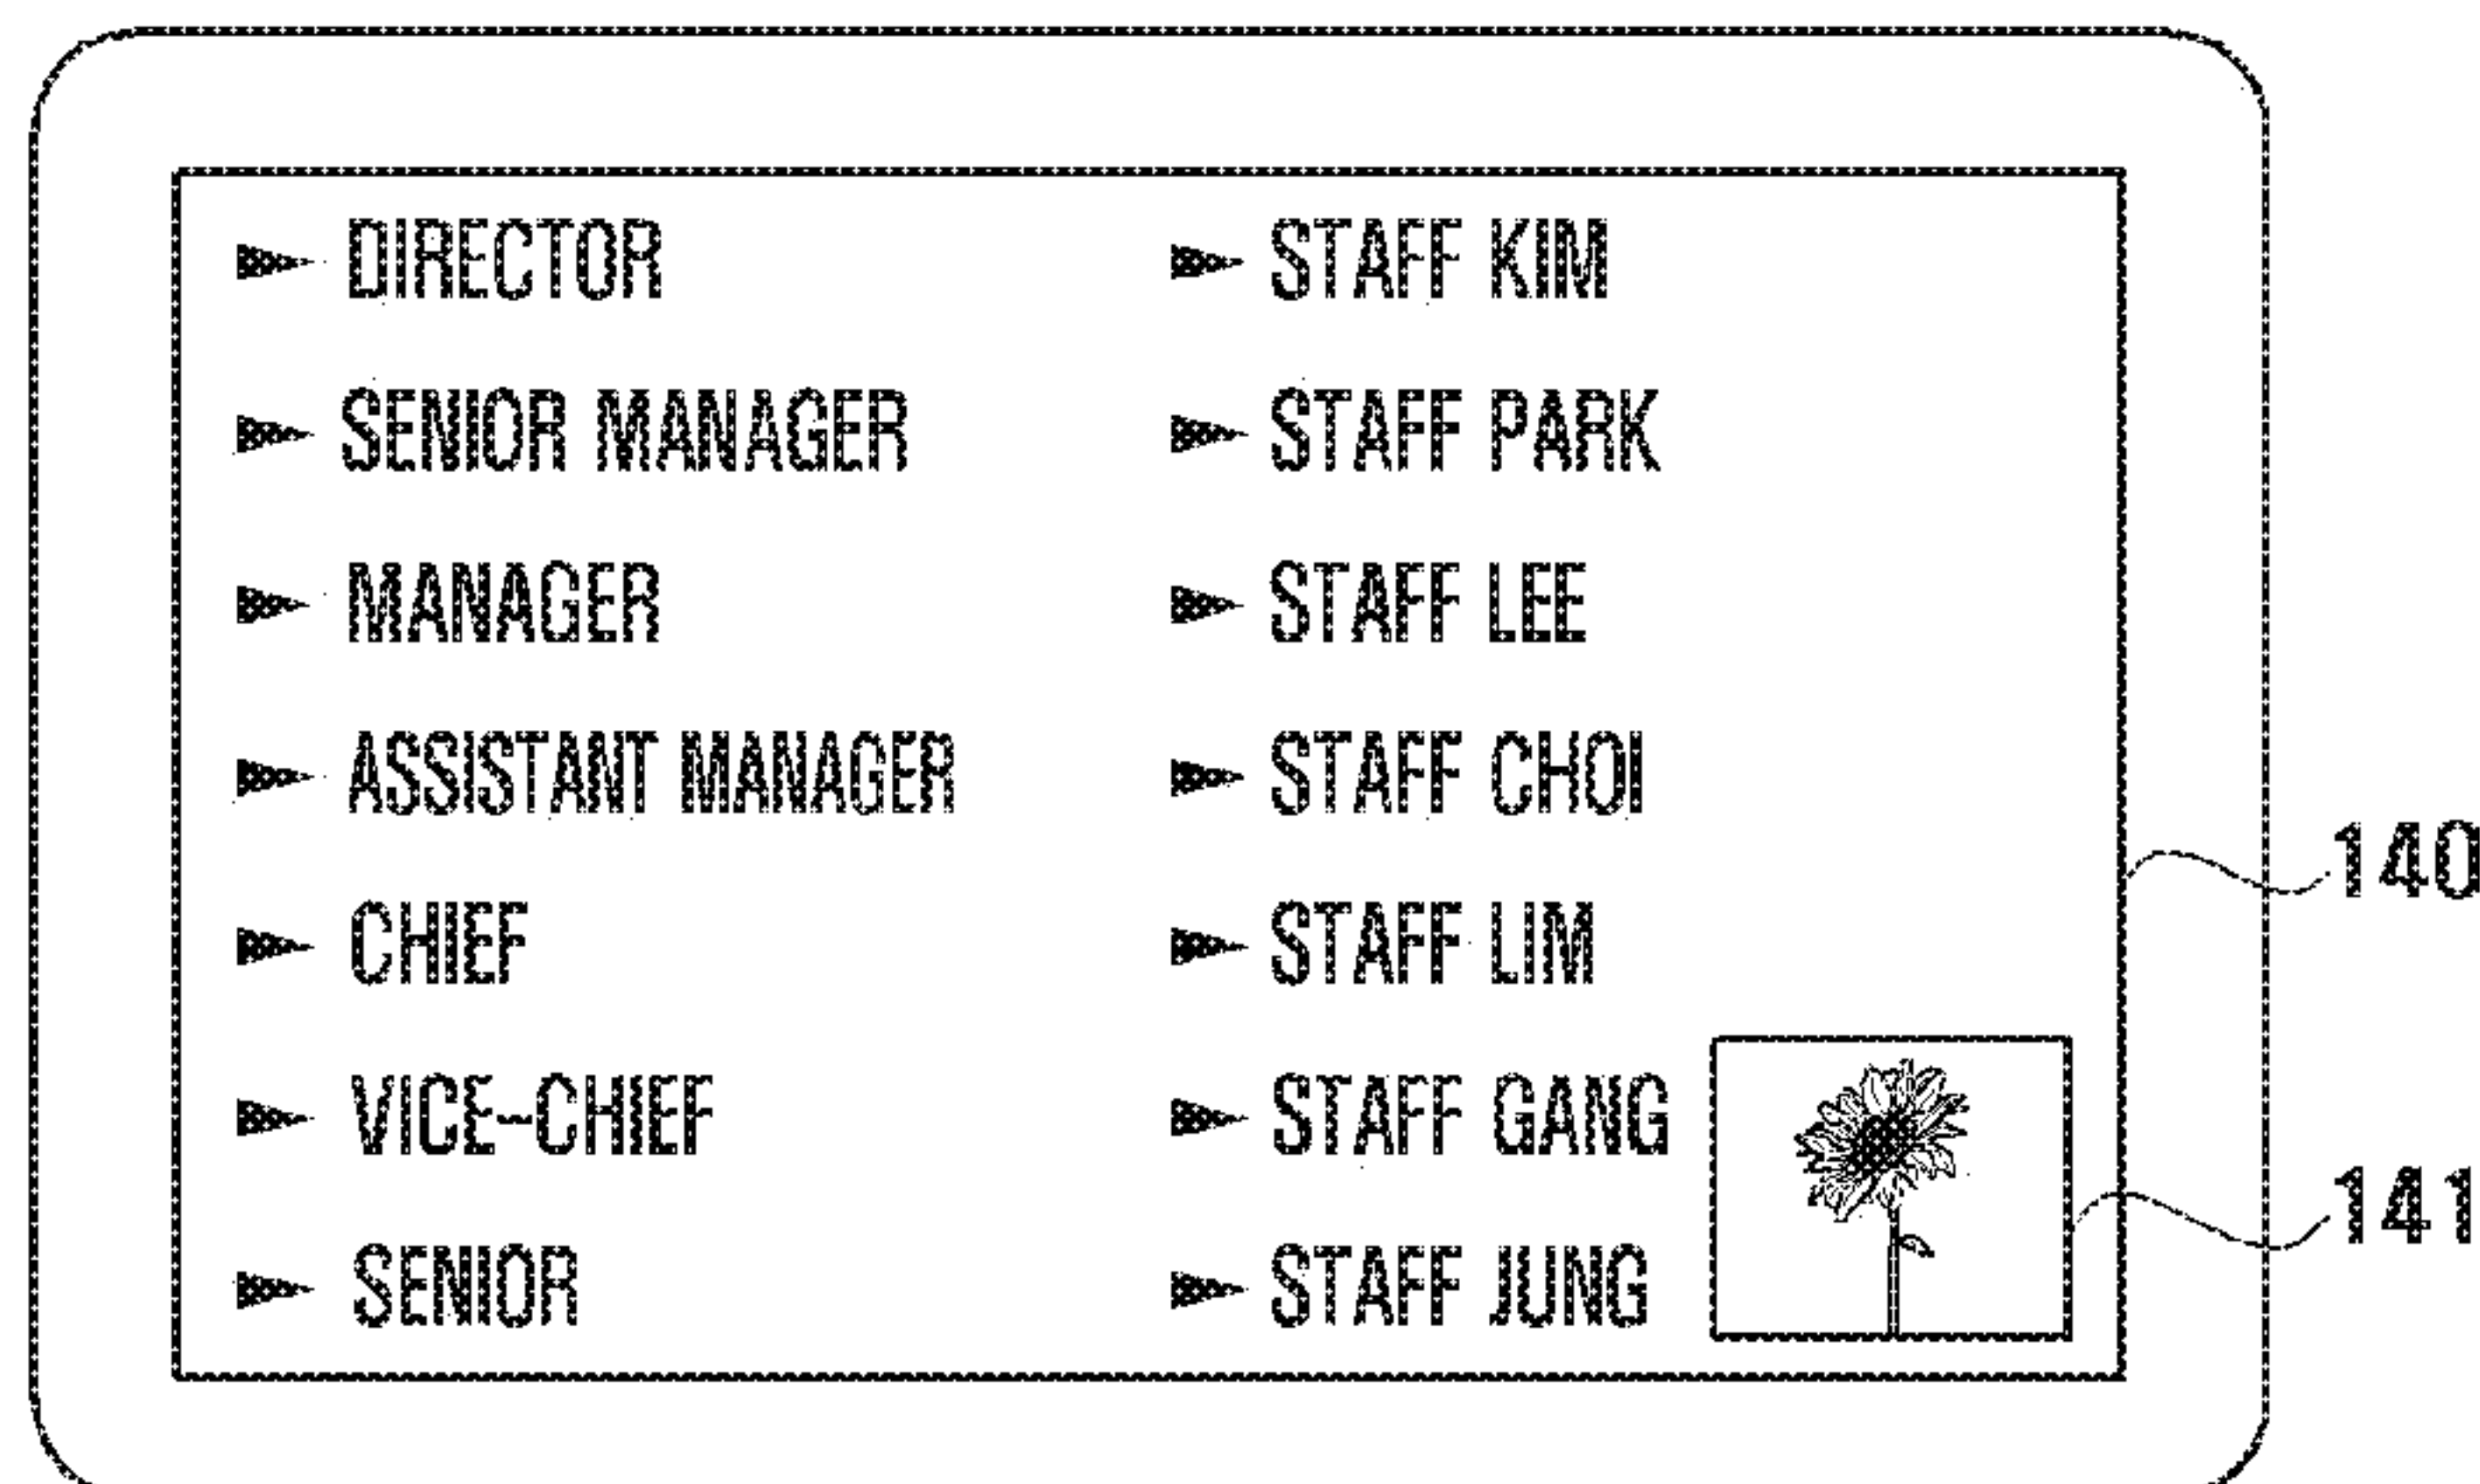 DIRECTOR
SENIOR MANAGER
MANAGER
ASSISTANT MANAGER
CHIEF
VICE-CHIEF
SENIOR
STAFF KIM
STAFF PARK
STAFF LEE
STAFF CHOI
STAFF LIM
STAFF GANG
STAFF JUNG
140
141